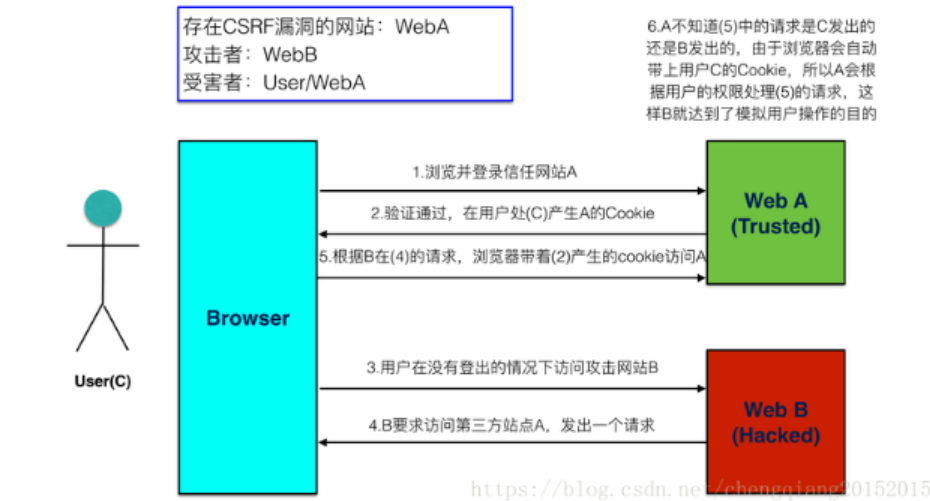 存在CSRF漏洞的网站：WebA
攻击者：WebB
受害者：User/WebA
6.A不知道(5)中的请求是C发出的
还是B发出的，由于浏览器会自动
带上用户C的Cookie，所以A会根
据用户的权限处理(5)的请求，这
样B就达到了模拟用户操作的目的
1.浏览并登录信任网站A
2.验证通过，在用户处(C)产生A的Cookie
5.根据B在(4)的请求，浏览器带着(2)产生的cookie访问A
Web A
(Trusted)
Browser
User(C)
3.用户在没有登出的情况下访问攻击网站B
4.B要求访问第三方站点A，发出一个请求
Web B
(Hacked)
https://blog.csdn.net/chengqiang20152015